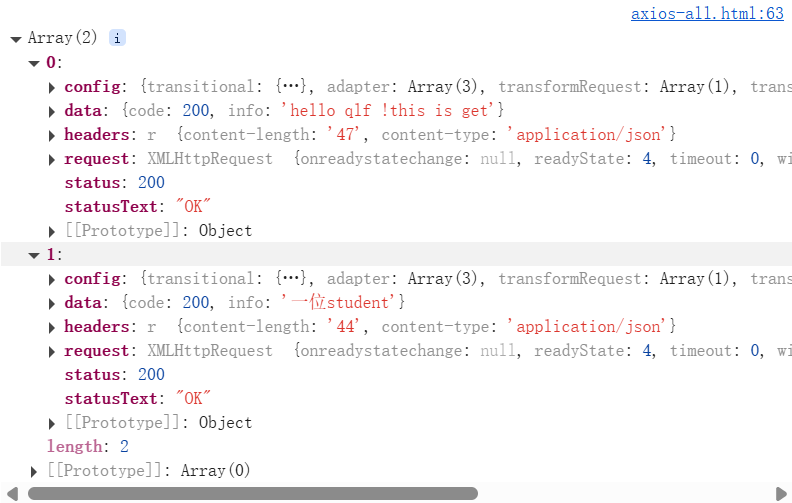 axios-all.html:63
Array(2) i
0:
config: {transitional: {…}, adapter: Array(3), transformRequest: Array(1), trans
data: {code: 200, info: 'hello qlf !this is get'}
headers: r {content-length: '47', content-type: 'application/json'}
request: XMLHttpRequest {onreadystatechange: null, readyState: 4, timeout: 0, wi
status: 200
statusText: "OK"
[[Prototype]]: Object
1:
config: {transitional: {…}, adapter: Array(3), transformRequest: Array(1), trans
data: {code: 200, info: '一位student'}
headers: r {content-length: '44', content-type: 'application/json'}
request: XMLHttpRequest {onreadystatechange: null, readyState: 4, timeout: 0, wi
status: 200
statusText: "OK"
[[Prototype]]: Object
length: 2
[[Prototype]]: Array(0)